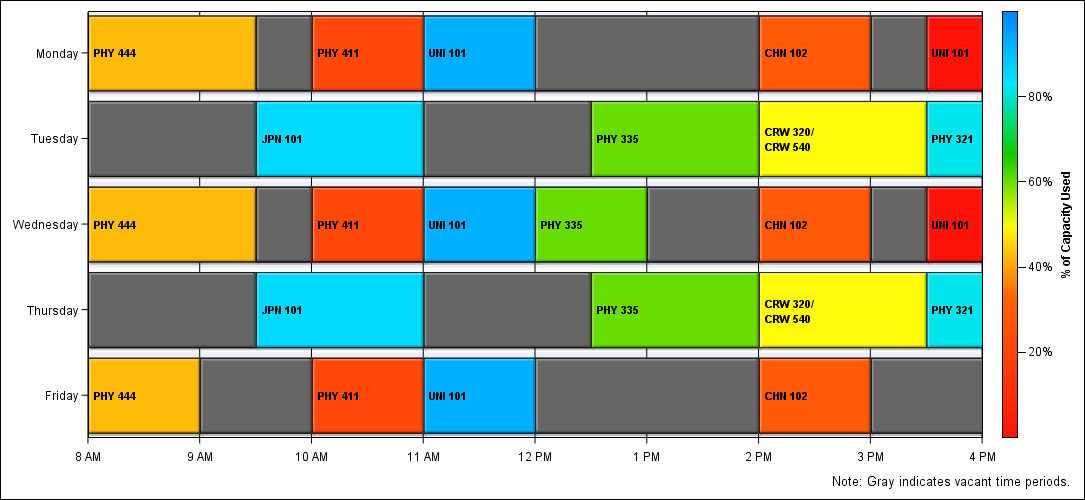 Monday
PHY 444
PHY 411
UNI 101
CHN 102
UNI 101
Tuesday
JPN 101
PHY 335
CRW 320/
CRW 540
PHY 321
Wednesday
PHY 444
PHY 411
UNI 101
PHY 335
CHN 102
UNI 101
Thursday
JPN 101
PHY 335
CRW 320/
CRW 540
PHY 321
Friday
PHY 444
PHY 411
UNI 101
CHN 102
8 AM
9 AM
10 AM
11 AM
12 PM
1 PM
2 PM
3 PM
4 PM
80%
60%
40%
20%
% of Capacity Used
Note: Gray indicates vacant time periods.